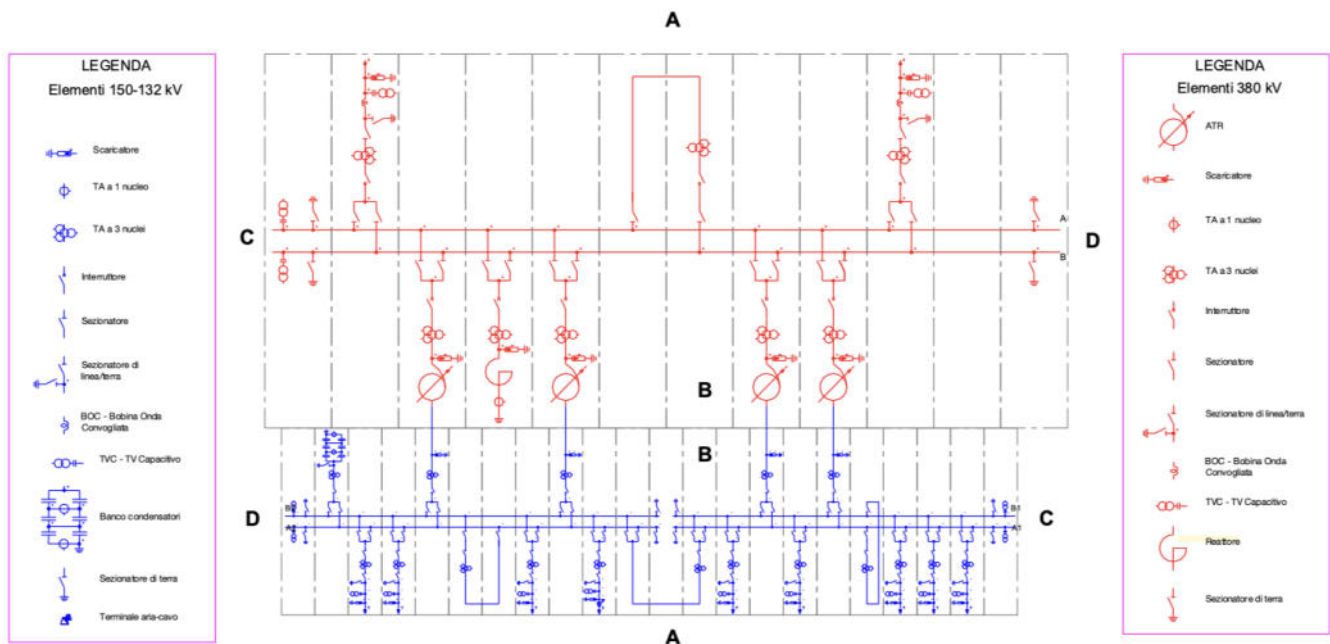 A
LEGENDA
Elementi 150-132 kV
Scaricatore
TA a 1 nucleo
TA a 3 nuclei
Interruttore
Sezionatore
Sezionatore di
linea/terra
BOC - Bobina Onda
Convogliata
TVC - TV Capacitivo
Banco condensatori
Sezionatore di terra
Terminale aria-cavo
C
A
B
D
B
B
D
A1
B1
C
A
LEGENDA
Elementi 380 kV
ATR
Scaricatore
TA a 1 nucleo
TA a 3 nuclei
Interruttore
Sezionatore
Sezionatore di linea/terra
BOC - Bobina Onda
Convogliata
TVC - TV Capacitivo
Reattore
Sezionatore di terra